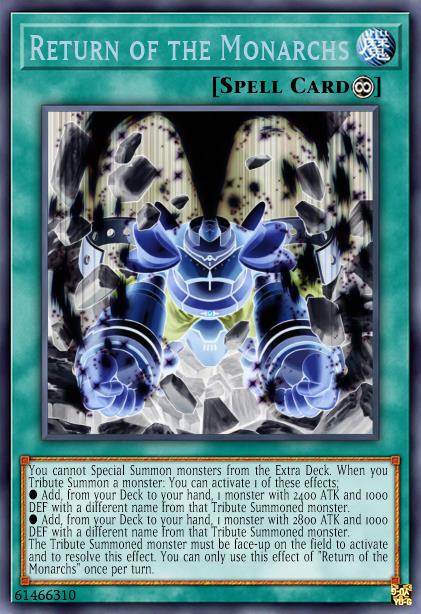 RETURN OF THE MONARCHS
魔
[SPELL CARD]
You cannot Special Summon monsters from the Extra Deck. When you
Tribute Summon a monster: You can activate 1 of these effects;
● Add, from your Deck to your hand, 1 monster with 2400 ATK and 1000
DEF with a different name from that Tribute Summoned monster.
● Add, from your Deck to your hand, 1 monster with 2800 ATK and 1000
DEF with a different name from that Tribute Summoned monster.
The Tribute Summoned monster must be face-up on the field to activate
and to resolve this effect. You can only use this effect of "Return of the
Monarchs" once per turn.
61466310